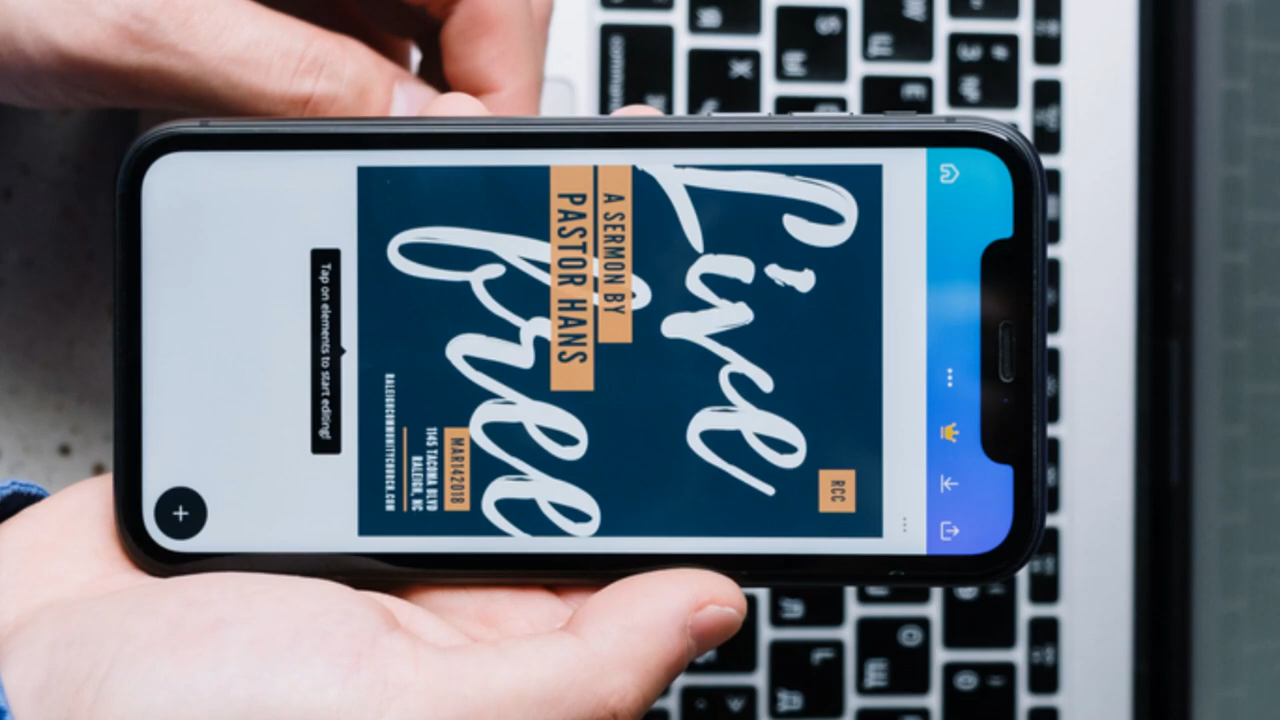 RCC
Live
A SERMON BY
PASTOR HANS
free
MAR142018
1145 TACOMA BLVD
RALEIGH, NC
RALEIGHCOMMUNITYCHURCH.COM
Tap on elements to start editing!
+
S
Ы
X
O
Щ
L
Д